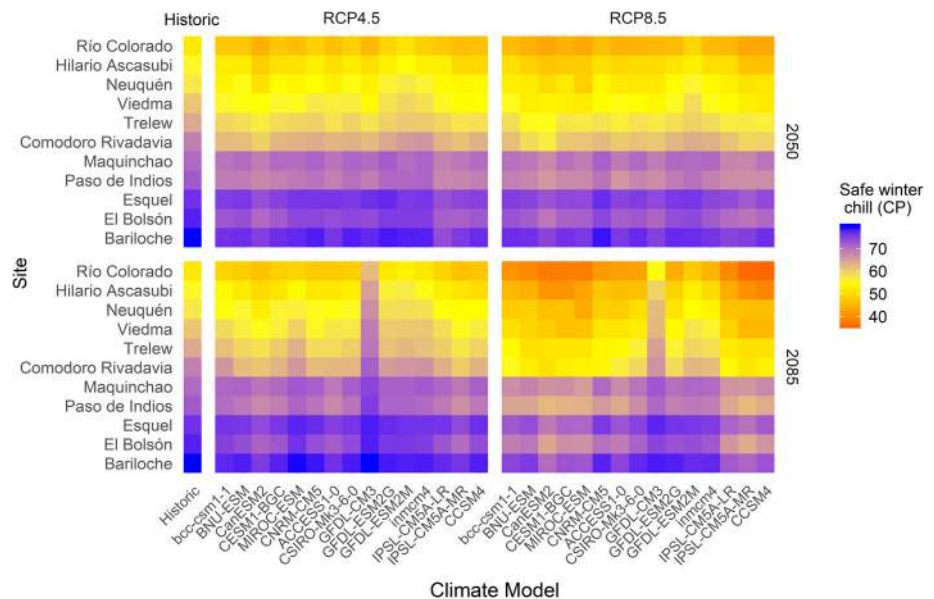 Historic
RCP4.5
RCP8.5
Río Colorado
Hilario Ascasubi
Neuquén
Viedma
Trelew
Comodoro Rivadavia
Maquinchao
Paso de Indios
Esquel
El Bolsón
Bariloche
2050
Río Colorado
Hilario Ascasubi
Neuquén
Viedma
Trelew
Comodoro Rivadavia
Maquinchao
Paso de Indios
Esquel
El Bolsón
Bariloche
2085
Site
Safe winter
chill (CP)
70
60
50
40
Historic
bcc-csm1-1
BNU-ESM
CanESM2
CESM1-BGC
MIROC-ESM
CNRM-CM5
ACCESS1-0
CSIRO-Mk3-6-0
GFDL-CM3
GFDL-ESM2G
GFDL-ESM2M
inmcm4
IPSL-CM5A-LR
IPSL-CM5A-MR
CCSM4
bcc-csm1-1
BNU-ESM
CanESM2
CESM1-BGC
MIROC-ESM
CNRM-CM5
ACCESS1-0
CSIRO-Mk3-6-0
GFDL-CM3
GFDL-ESM2G
GFDL-ESM2M
inmcm4
IPSL-CM5A-LR
IPSL-CM5A-MR
CCSM4
Climate Model